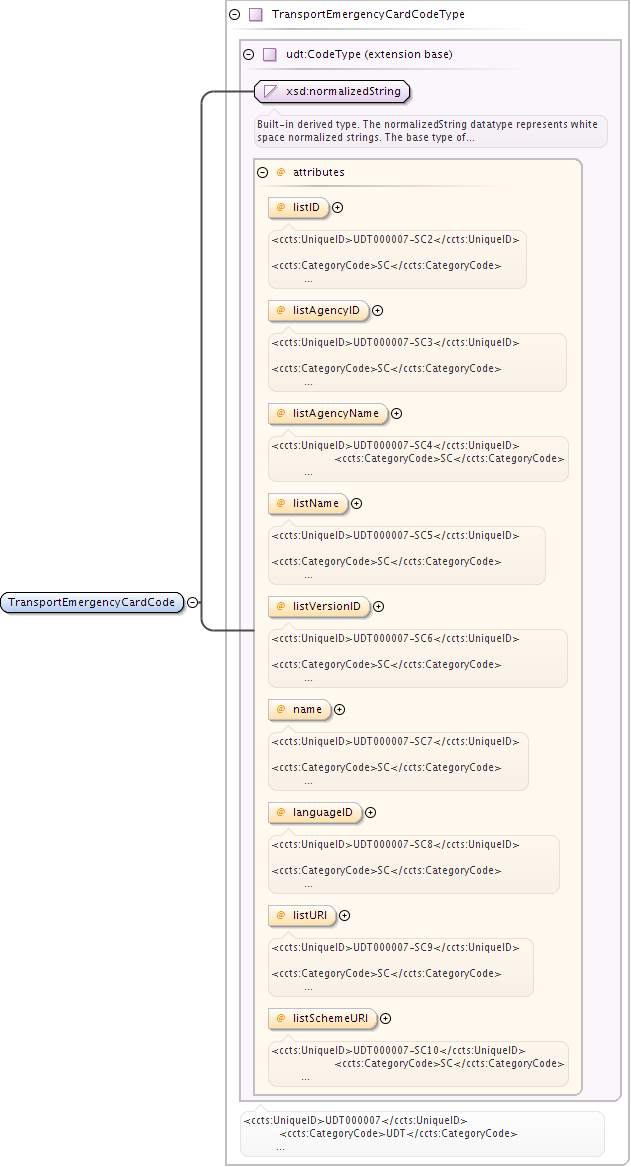 TransportEmergencyCardCodeType
udt:CodeType (extension base)
xsd:normalizedString
Built-in derived type. The normalizedString datatype represents white
space normalized strings. The base type of...
@ attributes
@ listID
<ccts:UniqueID>UDT000007-SC2</ccts:UniqueID>
<ccts:CategoryCode>SC</ccts:CategoryCode>
...
@ listAgencyID
<ccts:UniqueID>UDT000007-SC3</ccts:UniqueID>
<ccts:CategoryCode>SC</ccts:CategoryCode>
...
@ listAgencyName
<ccts:UniqueID>UDT000007-SC4</ccts:UniqueID>
<ccts:CategoryCode>SC</ccts:CategoryCode>
...
@ listName
<ccts:UniqueID>UDT000007-SC5</ccts:UniqueID>
<ccts:CategoryCode>SC</ccts:CategoryCode>
...
TransportEmergencyCardCode
@ listVersionID
<ccts:UniqueID>UDT000007-SC6</ccts:UniqueID>
<ccts:CategoryCode>SC</ccts:CategoryCode>
...
@ name
<ccts:UniqueID>UDT000007-SC7</ccts:UniqueID>
<ccts:CategoryCode>SC</ccts:CategoryCode>
...
@ languageID
<ccts:UniqueID>UDT000007-SC8</ccts:UniqueID>
<ccts:CategoryCode>SC</ccts:CategoryCode>
...
@ listURI
<ccts:UniqueID>UDT000007-SC9</ccts:UniqueID>
<ccts:CategoryCode>SC</ccts:CategoryCode>
...
@ listSchemeURI
<ccts:UniqueID>UDT000007-SC10</ccts:UniqueID>
<ccts:CategoryCode>SC</ccts:CategoryCode>
...
<ccts:UniqueID>UDT000007</ccts:UniqueID>
<ccts:CategoryCode>UDT</ccts:CategoryCode>
...